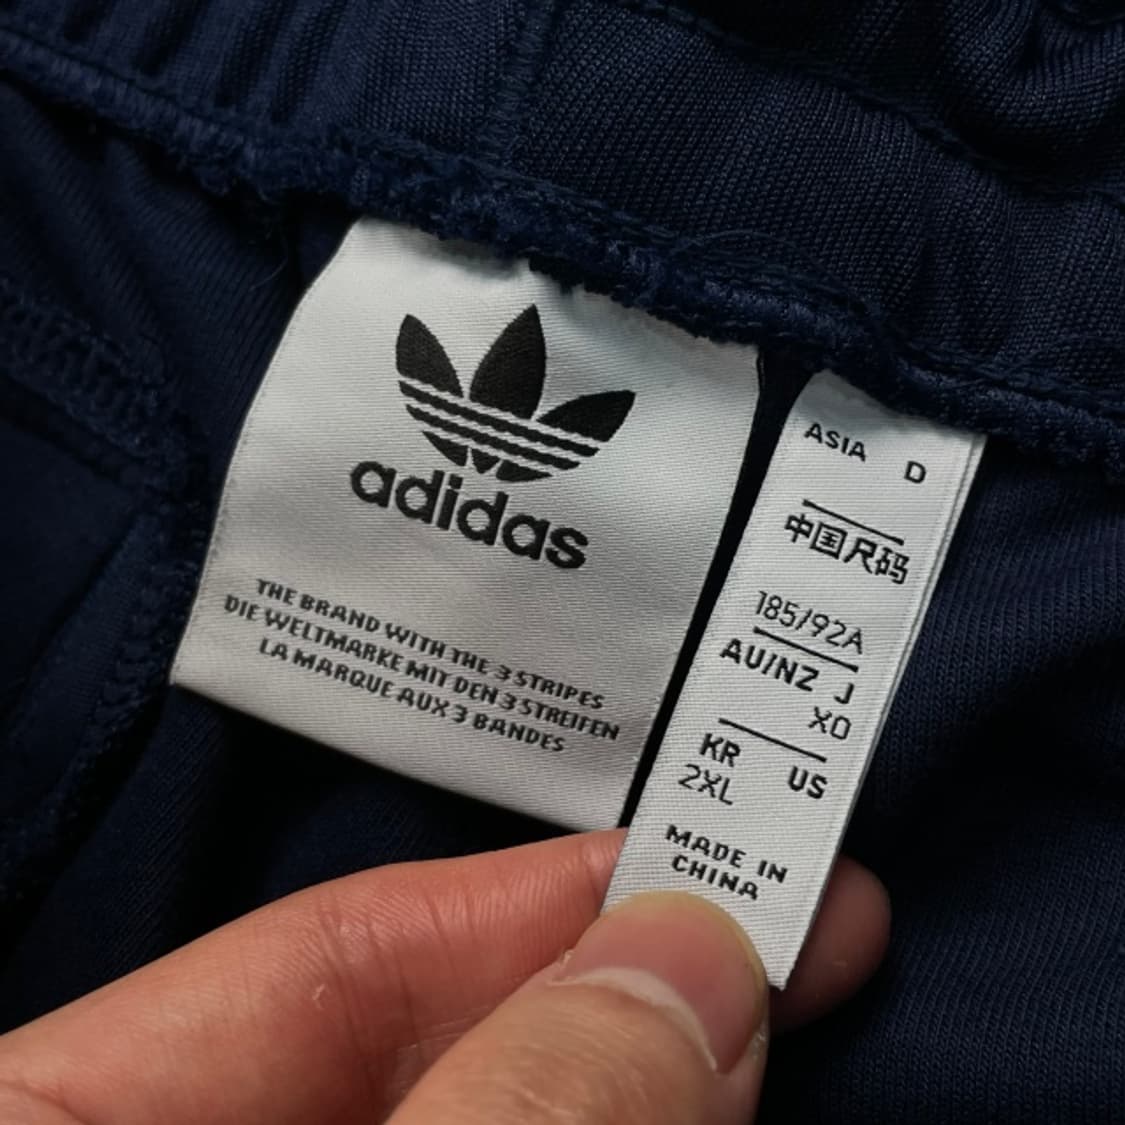 adidas
THE BRAND WITH THE 3 STRIPES
DIE WELTMARKE MIT DEN 3 STREIFEN
LA MARQUE AUX 3 BANDES
ASIA D
中国尺码
185/92A
AU/NZ J
XO
KR US
2XL
MADE IN
CHINA